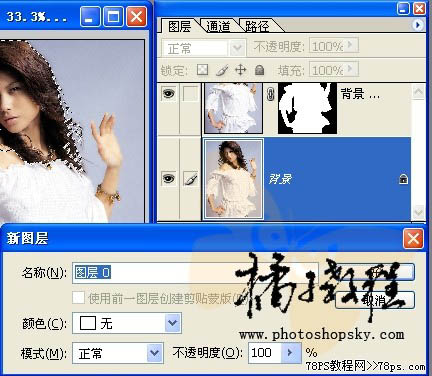 33.3%...
图层 通道 路径
正常 不透明度: 100%
锁定: 填充: 100%
背景 ...
背景
新图层
名称(N): 图层 0
使用前一图层创建剪贴蒙版(P)
取消
颜色(C): 无
模式(M): 正常 不透明度(O): 100 %
www.photoshopsky.com
78PS教程网>>78ps.com